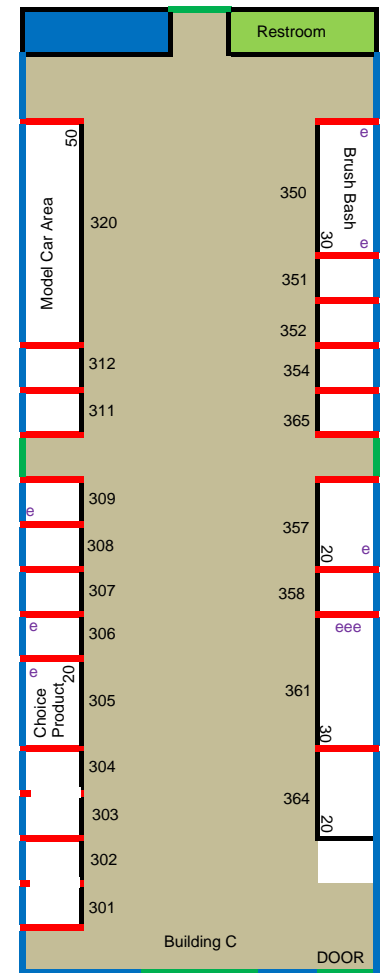 Restroom
50
Model Car Area
320
312
311
309
e
308
307
e
306
e
20
Choice
Product
305
304
303
302
301
e
Brush Bash
350
30
e
351
352
354
365
357
20
e
358
eee
361
30
364
20
Building C
DOOR